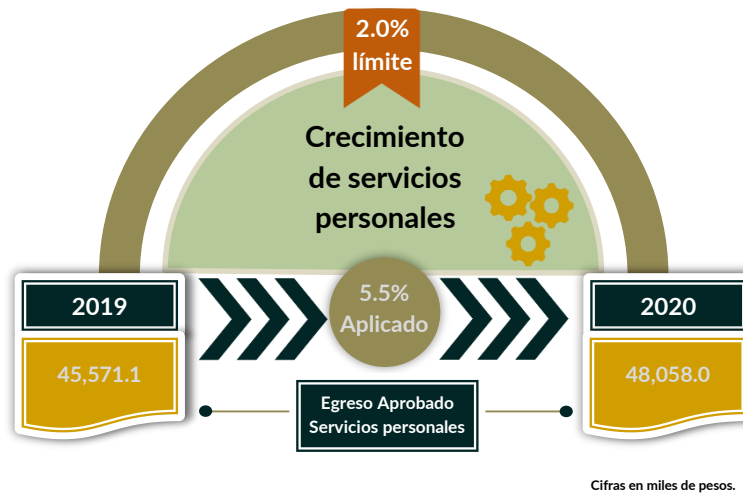 2.0%
límite
Crecimiento
de servicios
personales
2019
5.5%
Aplicado
2020
45,571.1
48,058.0
Egreso Aprobado
Servicios personales
Cifras en miles de pesos.